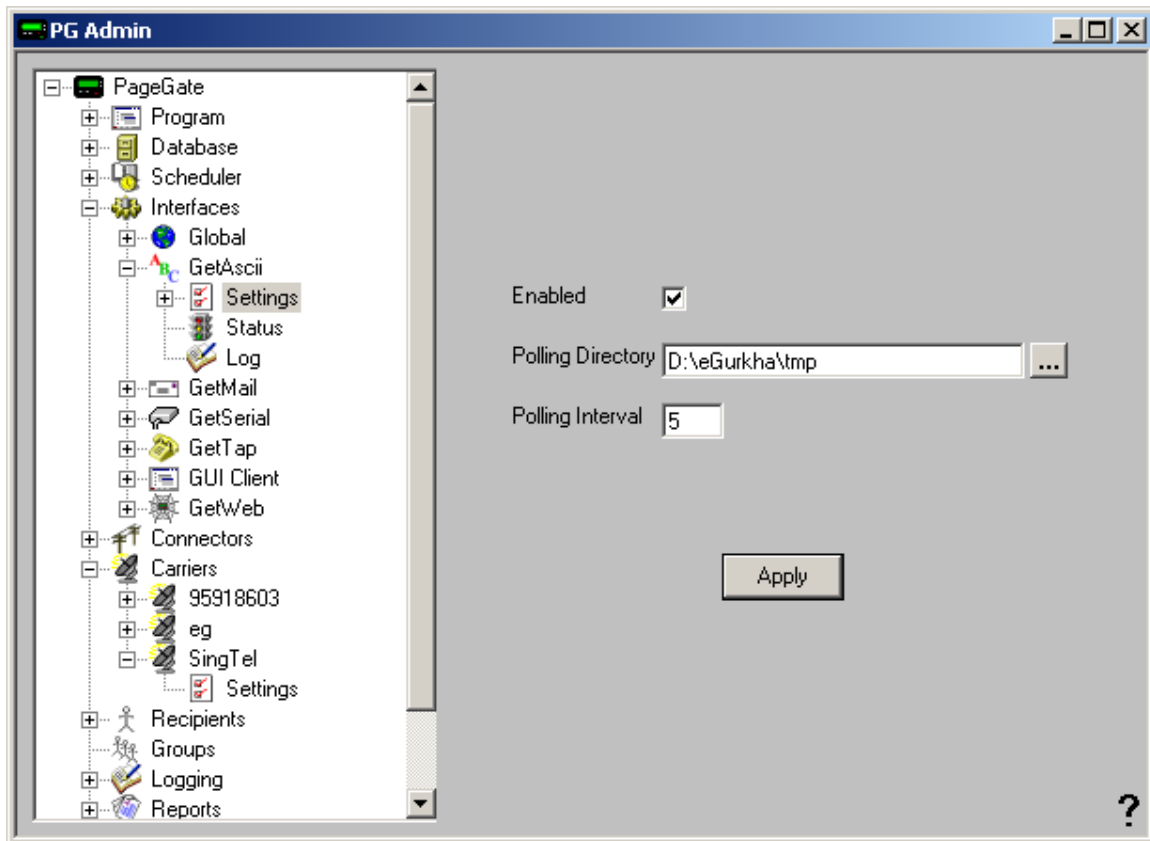 PG Admin
PageGate
Program
Database
Scheduler
Interfaces
Global
ABC GetAscii
Settings
Status
Log
GetMail
GetSerial
GetTap
GUI Client
GetWeb
Connectors
Carriers
95918603
eg
SingTel
Settings
Recipients
Groups
Logging
Reports
Enabled
Polling Directory D:\eGurkha\tmp ...
Polling Interval 5
Apply
?